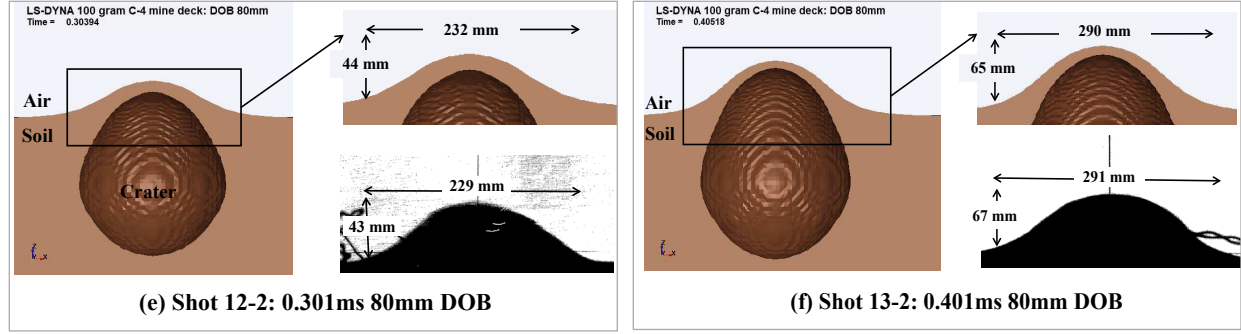 LS-DYNA 100 gram C-4 mine deck: DOB 80mm
Time = 0.30394
232 mm
44 mm
Air
Soil
Crater
229 mm
43 mm
Z
X
(e) Shot 12-2: 0.301ms 80mm DOB
LS-DYNA 100 gram C-4 mine deck: DOB 80mm
Time = 0.40518
290 mm
65 mm
Air
Soil
291 mm
67 mm
Z
X
(f) Shot 13-2: 0.401ms 80mm DOB